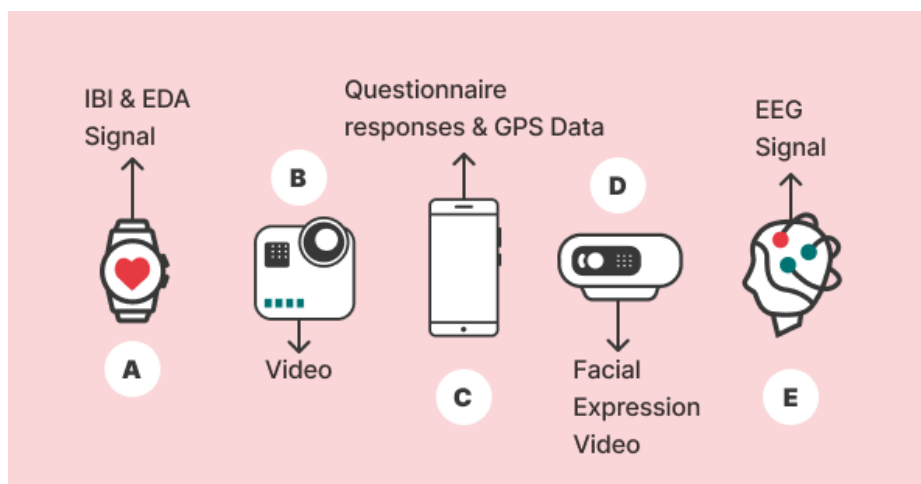 IBI & EDA
Signal
A
B
Video
Questionnaire
responses & GPS Data
C
D
Facial
Expression
Video
EEG
Signal
E